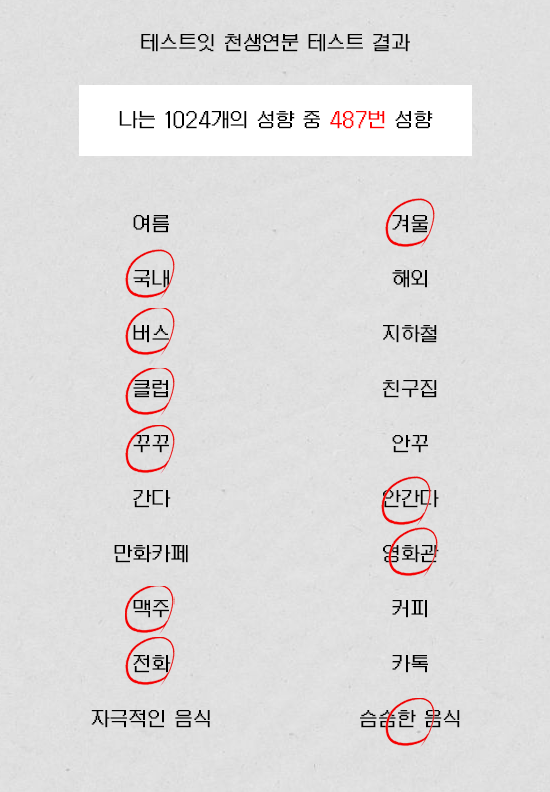 테스트잇 천생연분 테스트 결과
나는 1024개의 성향 중 487번 성향
여름 겨울
국내 해외
버스 지하철
클럽 친구집
꾸꾸 안꾸
간다 안간다
만화카페 영화관
맥주 커피
전화 카톡
자극적인 음식 슴슴한 음식